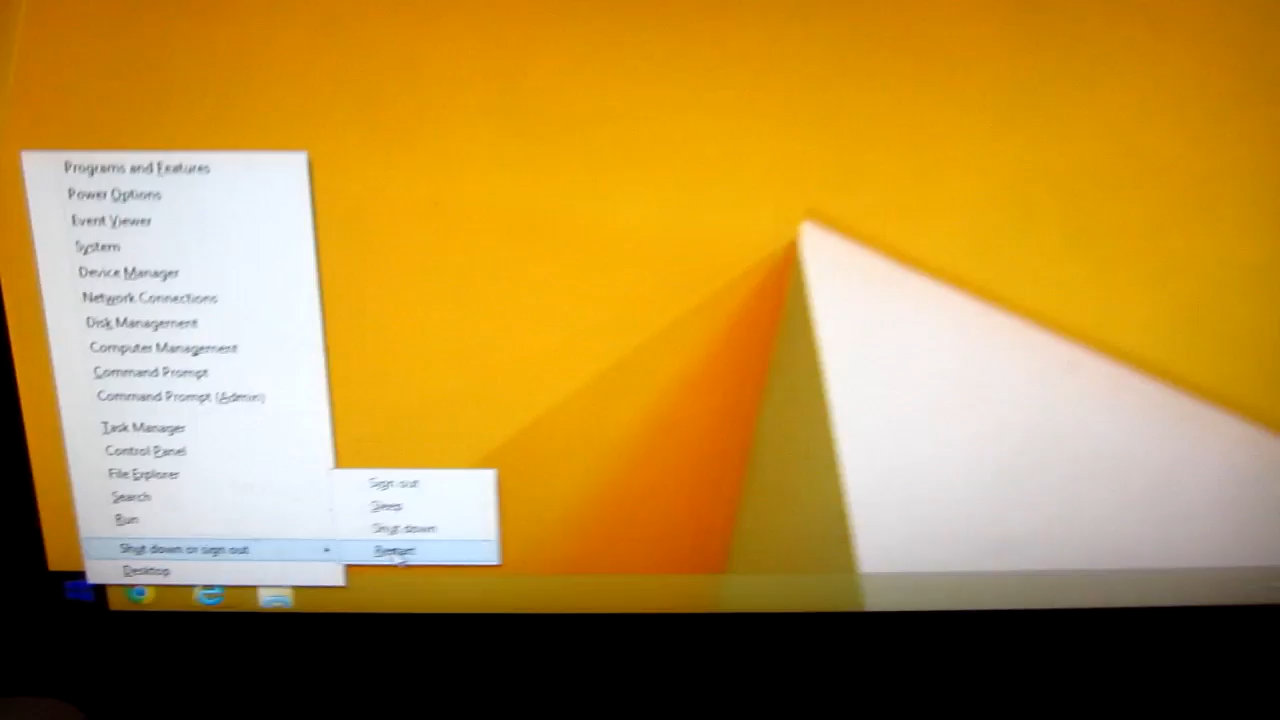 Programs and Features
Power Options
Event Viewer
System
Device Manager
Network Connections
Disk Management
Computer Management
Command Prompt
Command Prompt (Admin)
Task Manager
Control Panel
File Explorer
Search
Run
Shut down or sign out
Desktop
Sign out
Sleep
Shut down
Restart